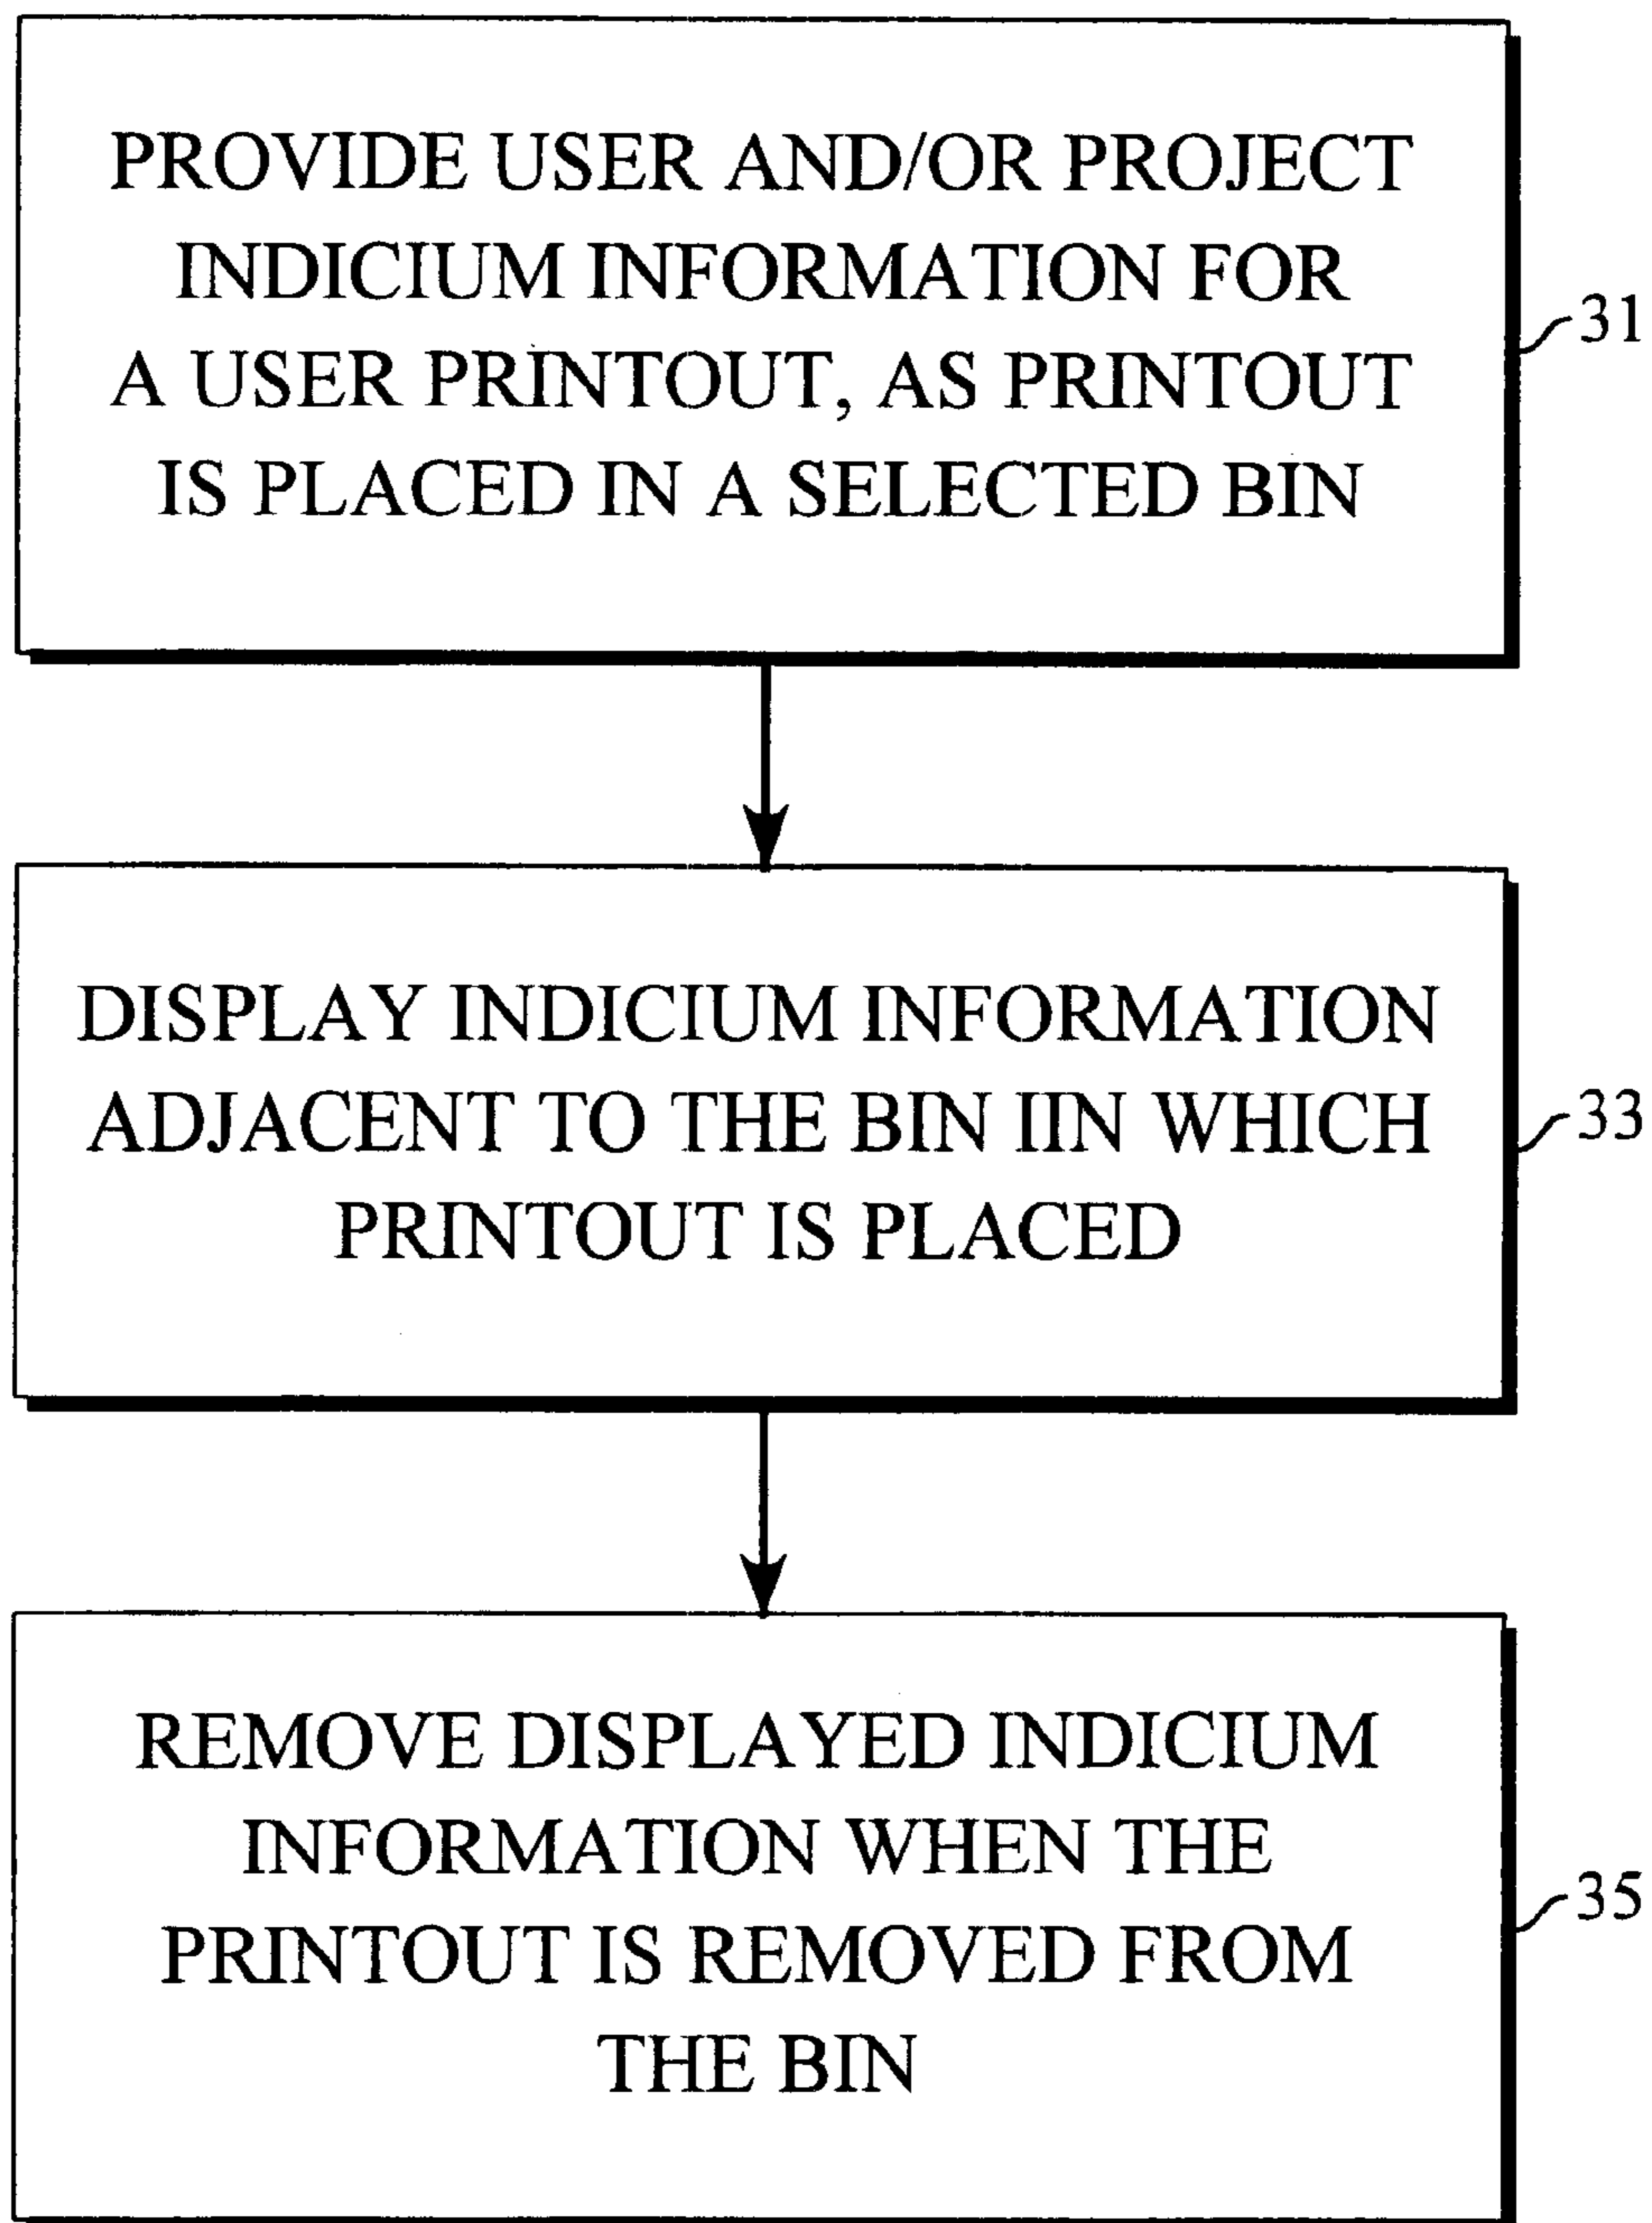 PROVIDE USER AND/OR PROJECT
INDICIUM INFORMATION FOR
A USER PRINTOUT, AS PRINTOUT
IS PLACED IN A SELECTED BIN
31
DISPLAY INDICIUM INFORMATION
ADJACENT TO THE BIN IIN WHICH
PRINTOUT IS PLACED
33
REMOVE DISPLAYED INDICIUM
INFORMATION WHEN THE
PRINTOUT IS REMOVED FROM
THE BIN
35